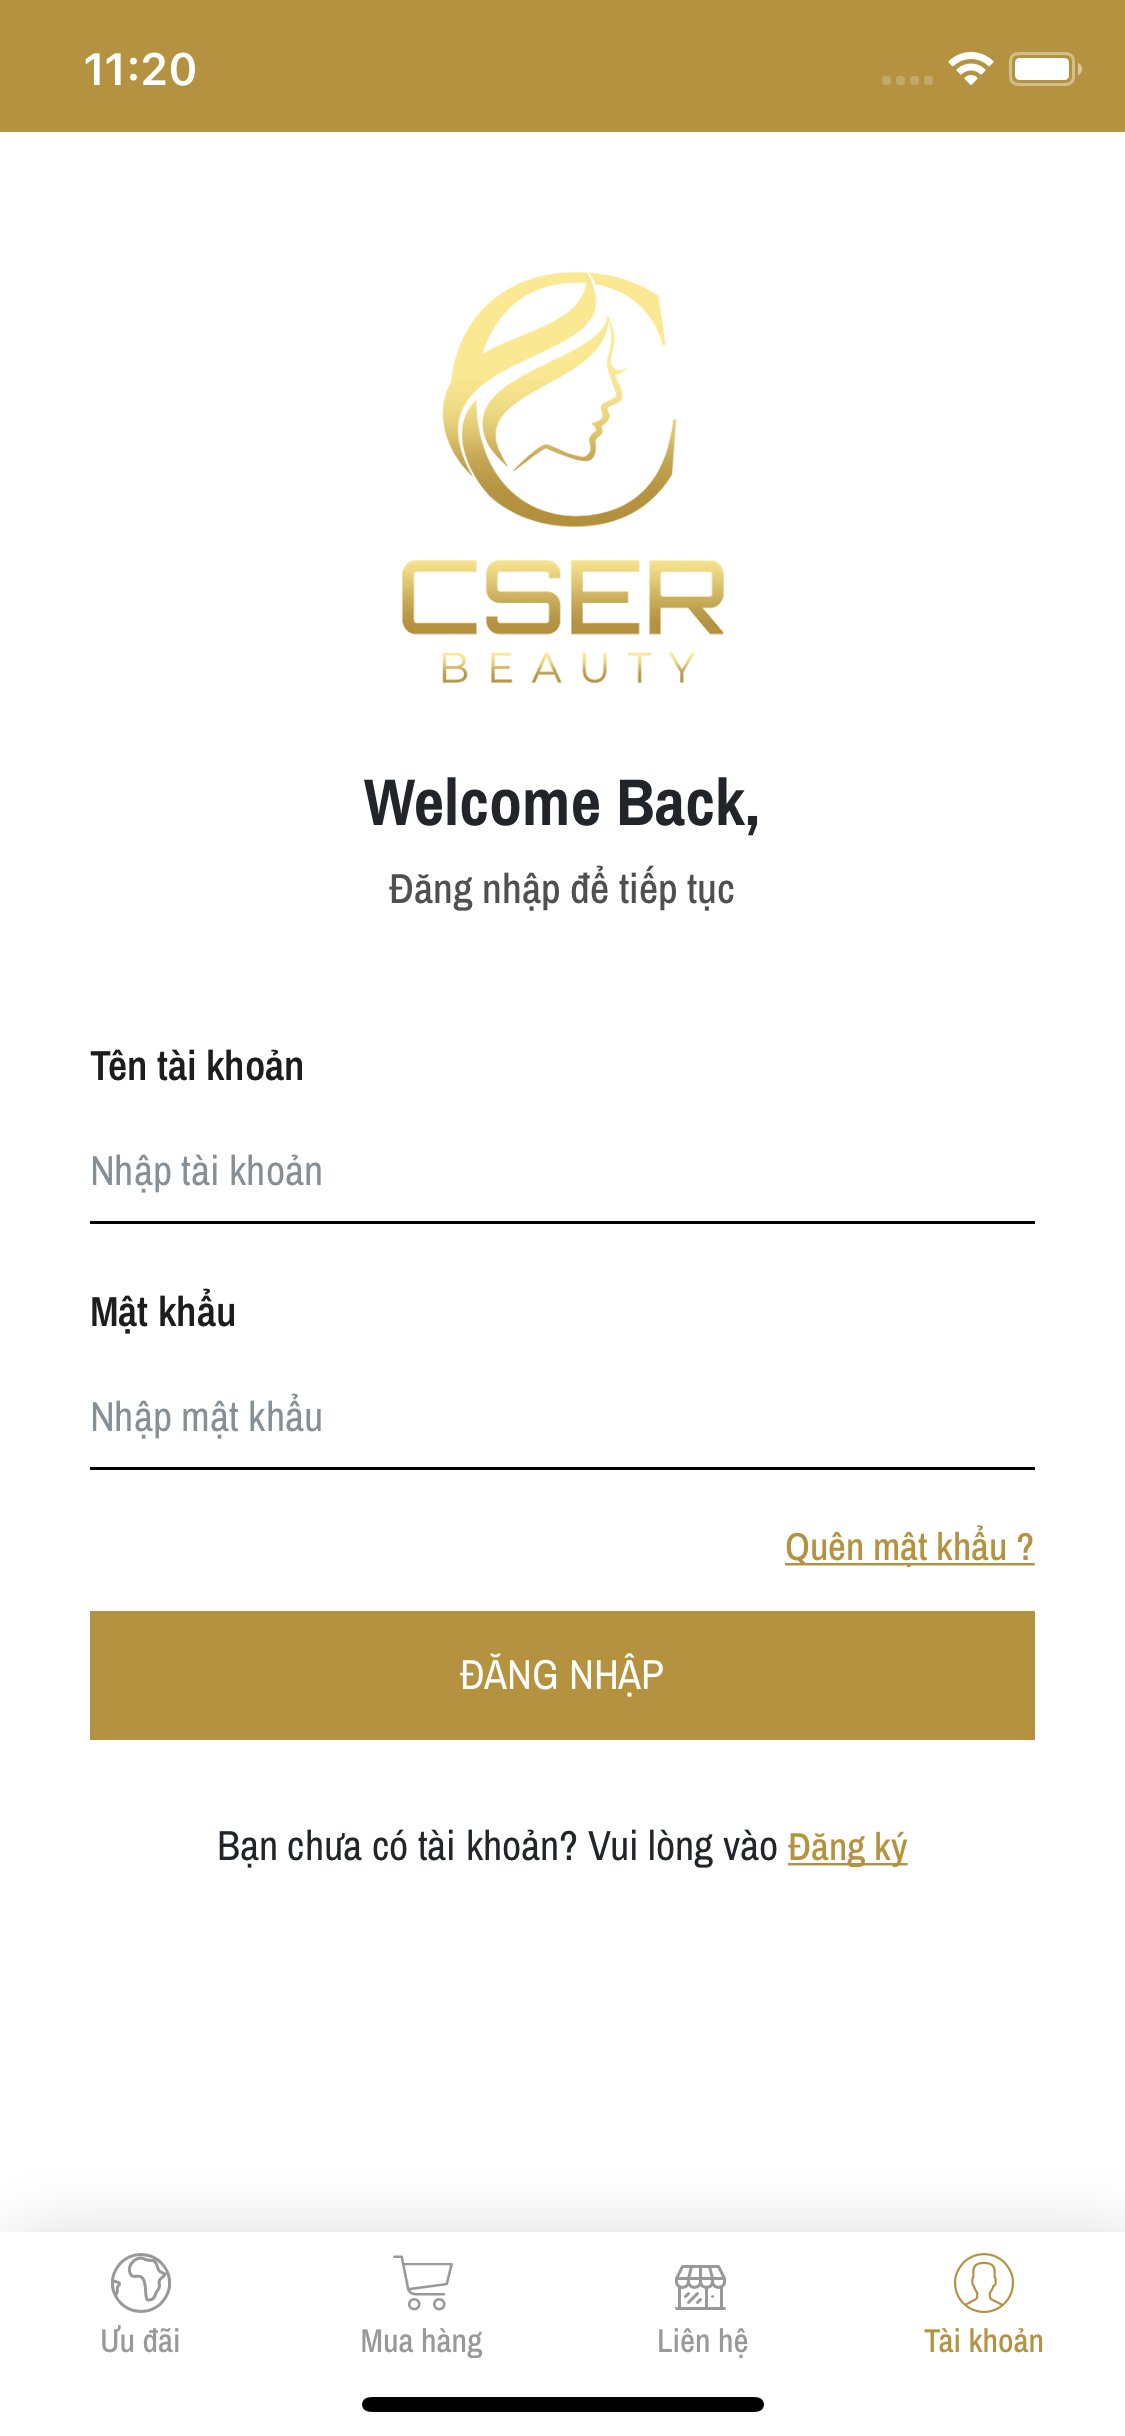 11:20
CSER
BEAUTY
Welcome Back,
Đăng nhập để tiếp tục
Tên tài khoản
Nhập tài khoản
Mật khẩu
Nhập mật khẩu
Quên mật khẩu ?
ĐĂNG NHẬP
Bạn chưa có tài khoản? Vui lòng vào Đăng ký
Ưu đãi
Mua hàng
Liên hệ
Tài khoản